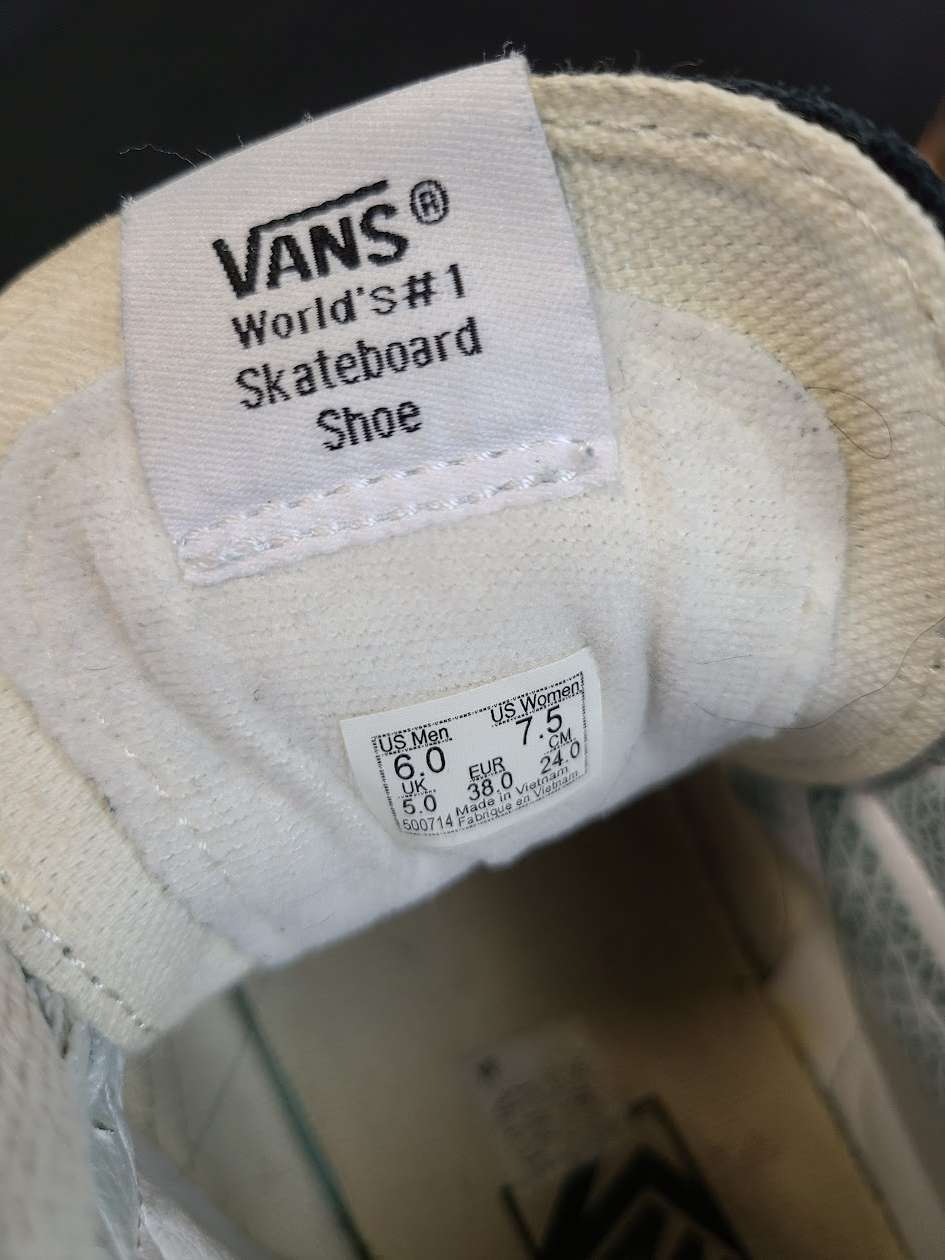 VANS®
World's #1
Skateboard
Shoe
US Men US Women
6.0 7.5
UK EUR CM
5.0 38.0 24.0
Made in Vietnam
500714 Fabrique en Vietnam